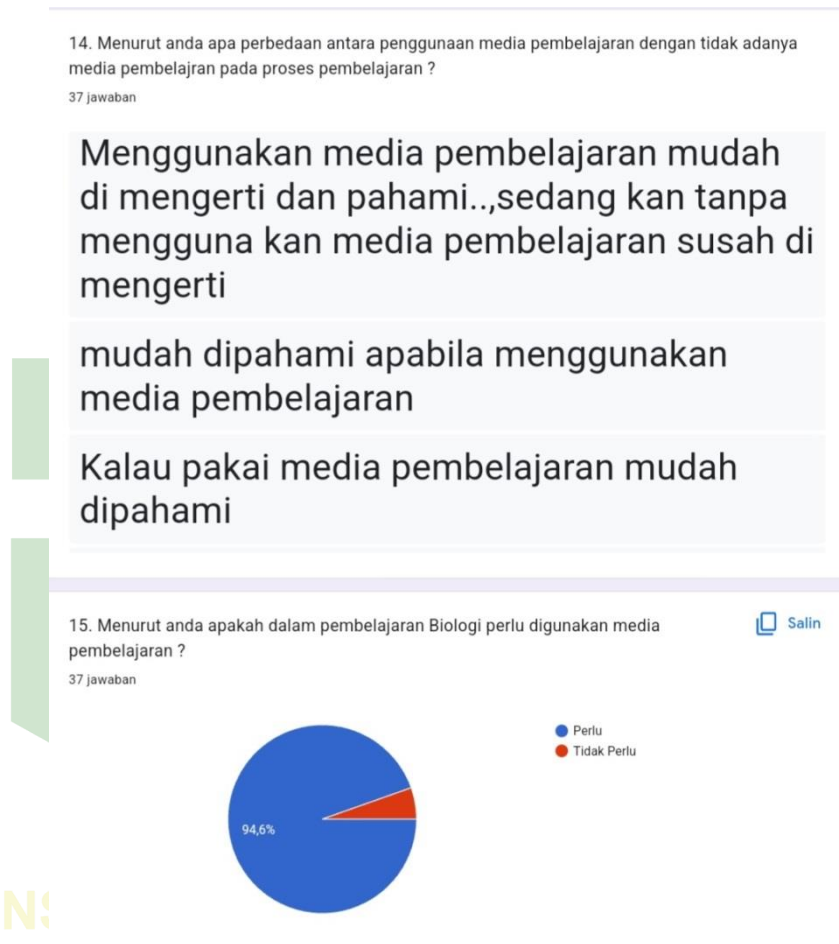 14. Menurut anda apa perbedaan antara penggunaan media pembelajaran dengan tidak adanya
media pembelajran pada proses pembelajaran ?
37 jawaban
Menggunakan media pembelajaran mudah
di mengerti dan pahami..,sedang kan tanpa
mengguna kan media pembelajaran susah di
mengerti
mudah dipahami apabila menggunakan
media pembelajaran
Kalau pakai media pembelajaran mudah
dipahami
15. Menurut anda apakah dalam pembelajaran Biologi perlu digunakan media
pembelajaran ?
Salin
37 jawaban
Perlu
Tidak Perlu
94,6%